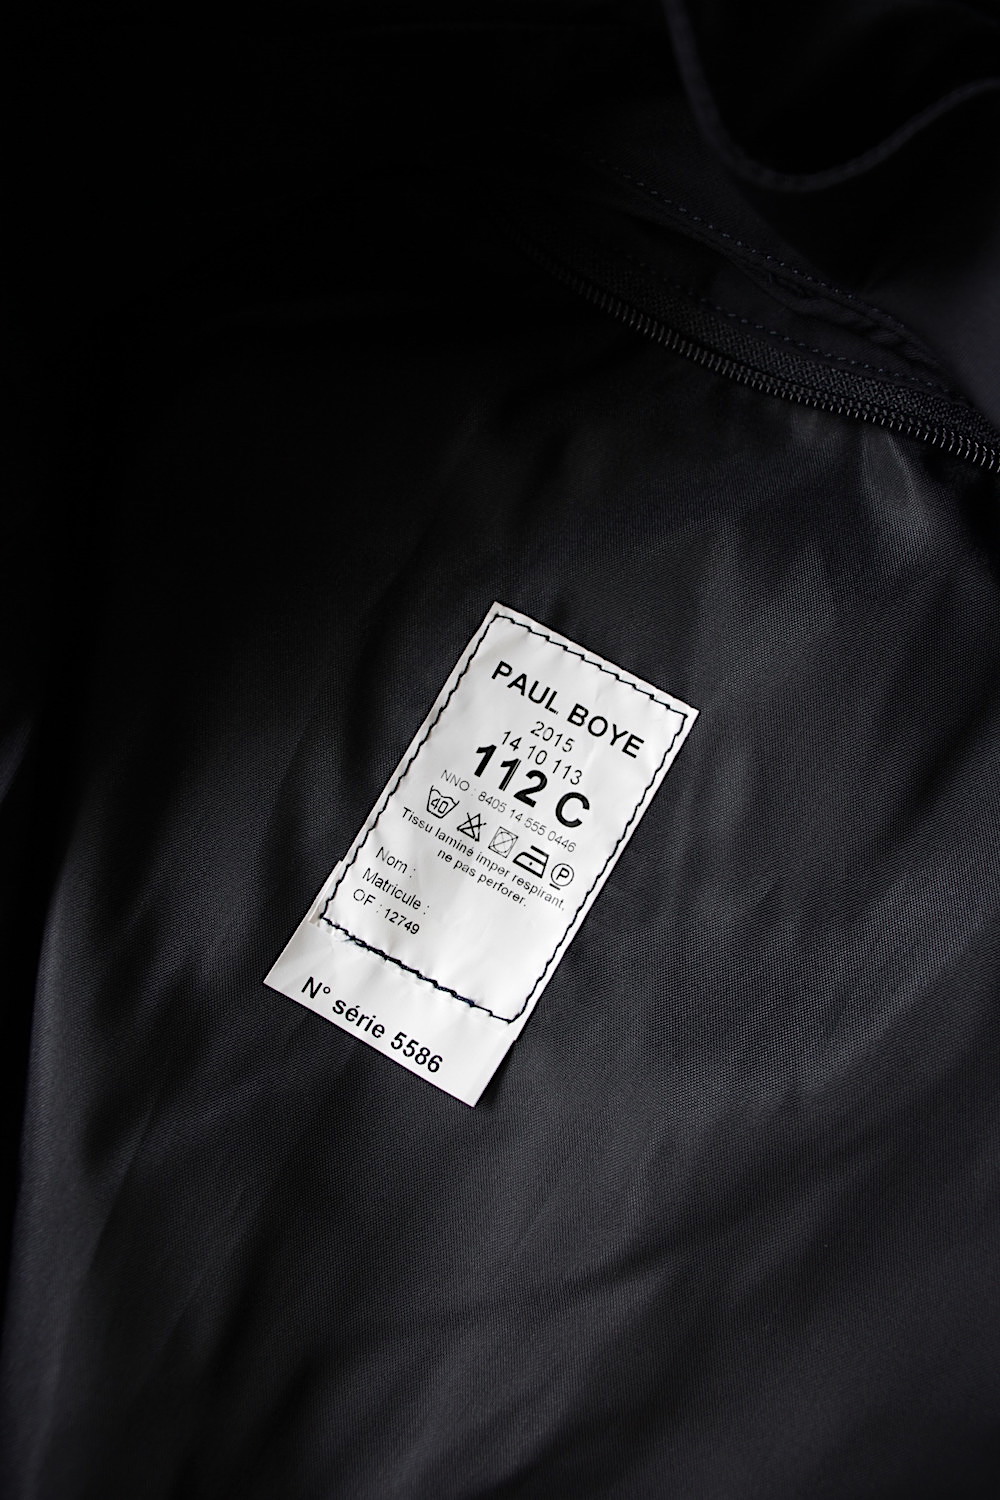 PAUL BOYE
2015
14 10 113
112 C
NNO : 8405 14 555 0446
40 P
Tissu laminé imper respirant,
ne pas perforer.
Nom :
Matricule :
OF : 12749
N° série 5586